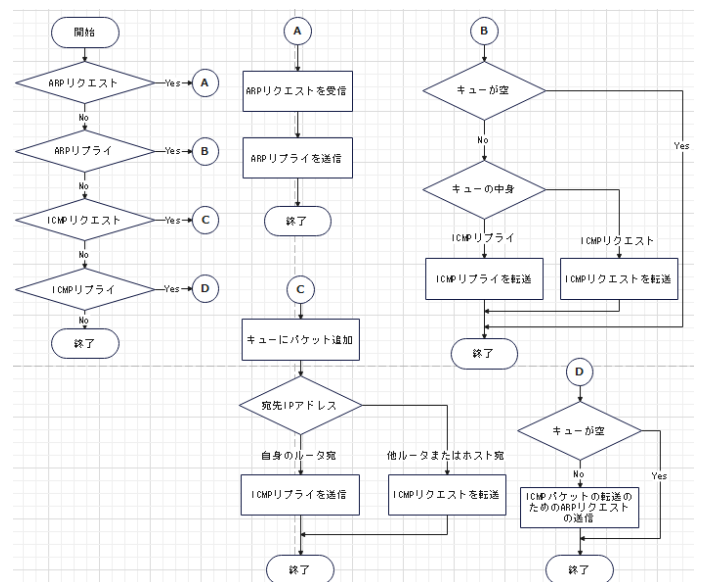 開始
ARPリクエスト
Yes
A
No
ARPリプライ
Yes
B
No
ICMPリクエスト
Yes
C
No
ICMPリプライ
Yes
D
No
終了
A
ARPリクエストを受信
ARPリプライを送信
終了
B
キューが空
Yes
No
キューの中身
ICMPリプライ
ICMPリクエスト
ICMPリプライを転送
ICMPリクエストを転送
終了
C
キューにパケット追加
宛先IPアドレス
自身のルータ宛
他ルータまたはホスト宛
ICMPリプライを送信
ICMPリクエストを転送
終了
D
キューが空
No
Yes
ICMPパケットの転送の
ためのARPリクエスト
の送信
終了